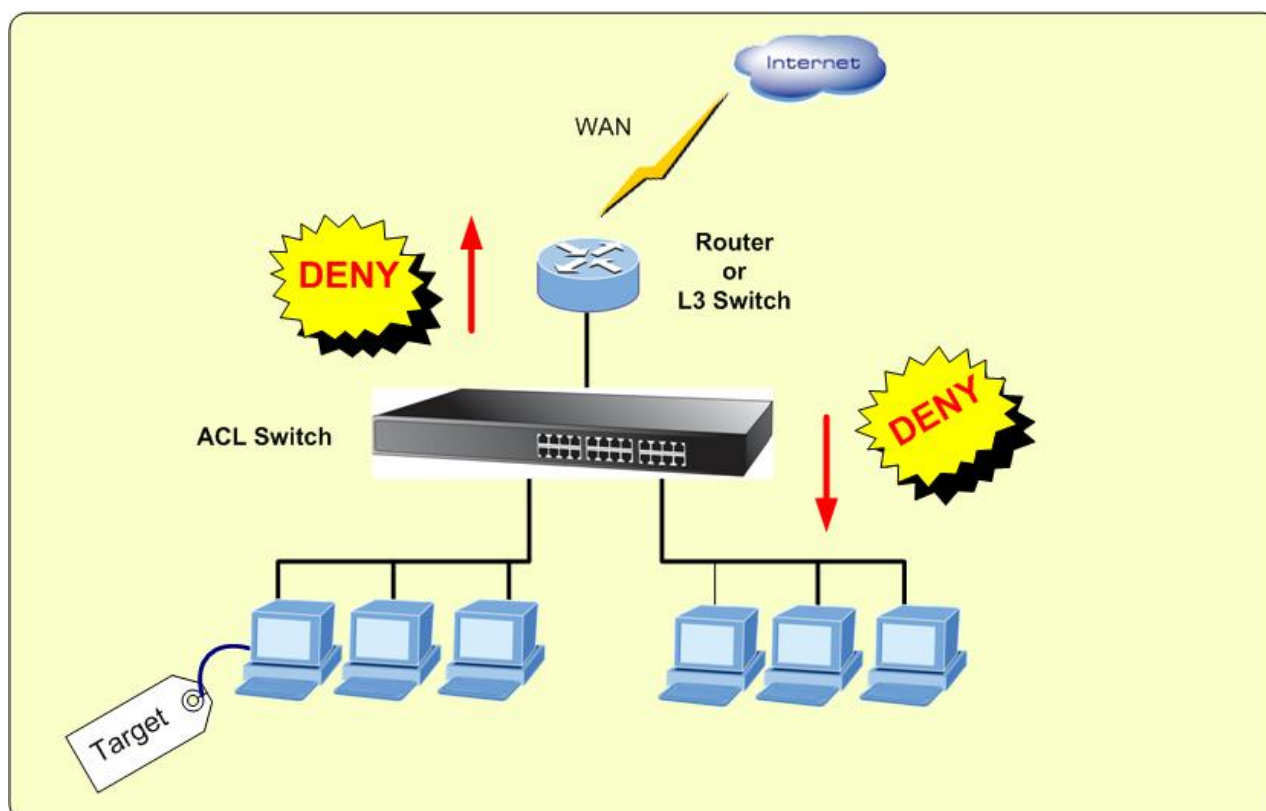 Internet
WAN
Router
or
L3 Switch
DENY
DENY
ACL Switch
Target